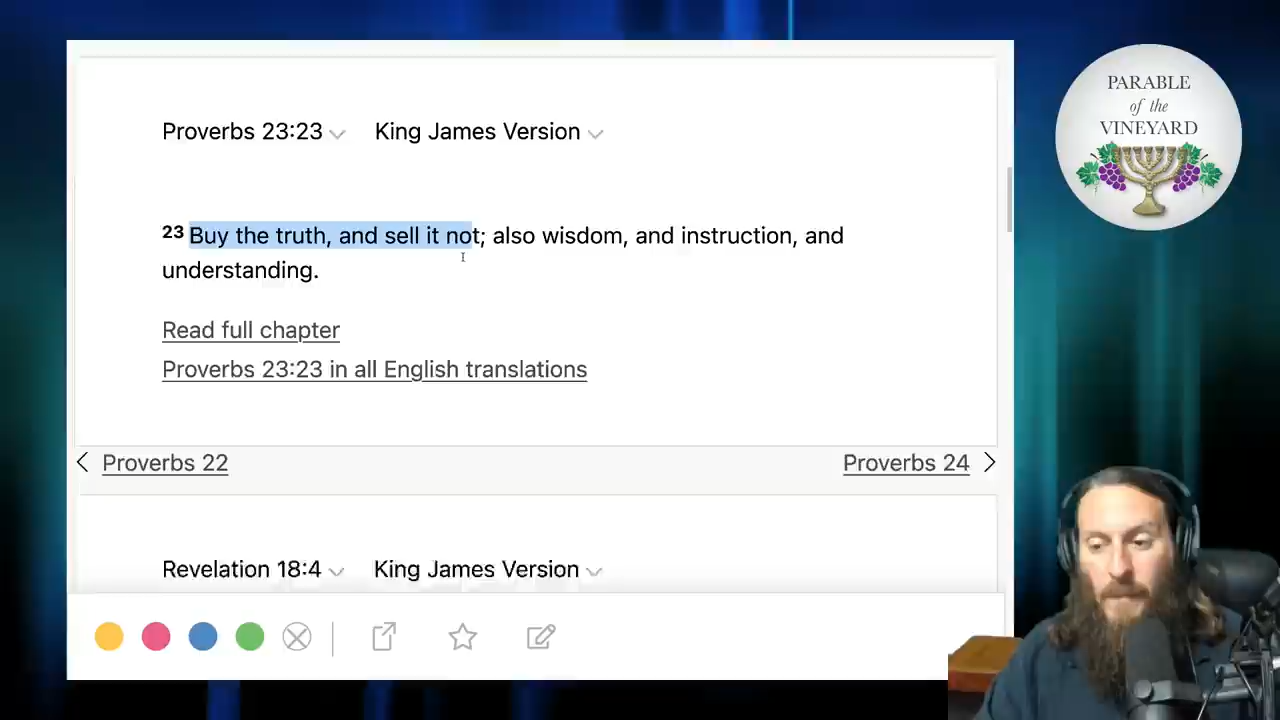 PARABLE
of the
VINEYARD
Proverbs 23:23 King James Version
23 Buy the truth, and sell it not; also wisdom, and instruction, and
understanding.
Read full chapter
Proverbs 23:23 in all English translations
Proverbs 22 Proverbs 24
Revelation 18:4 King James Version